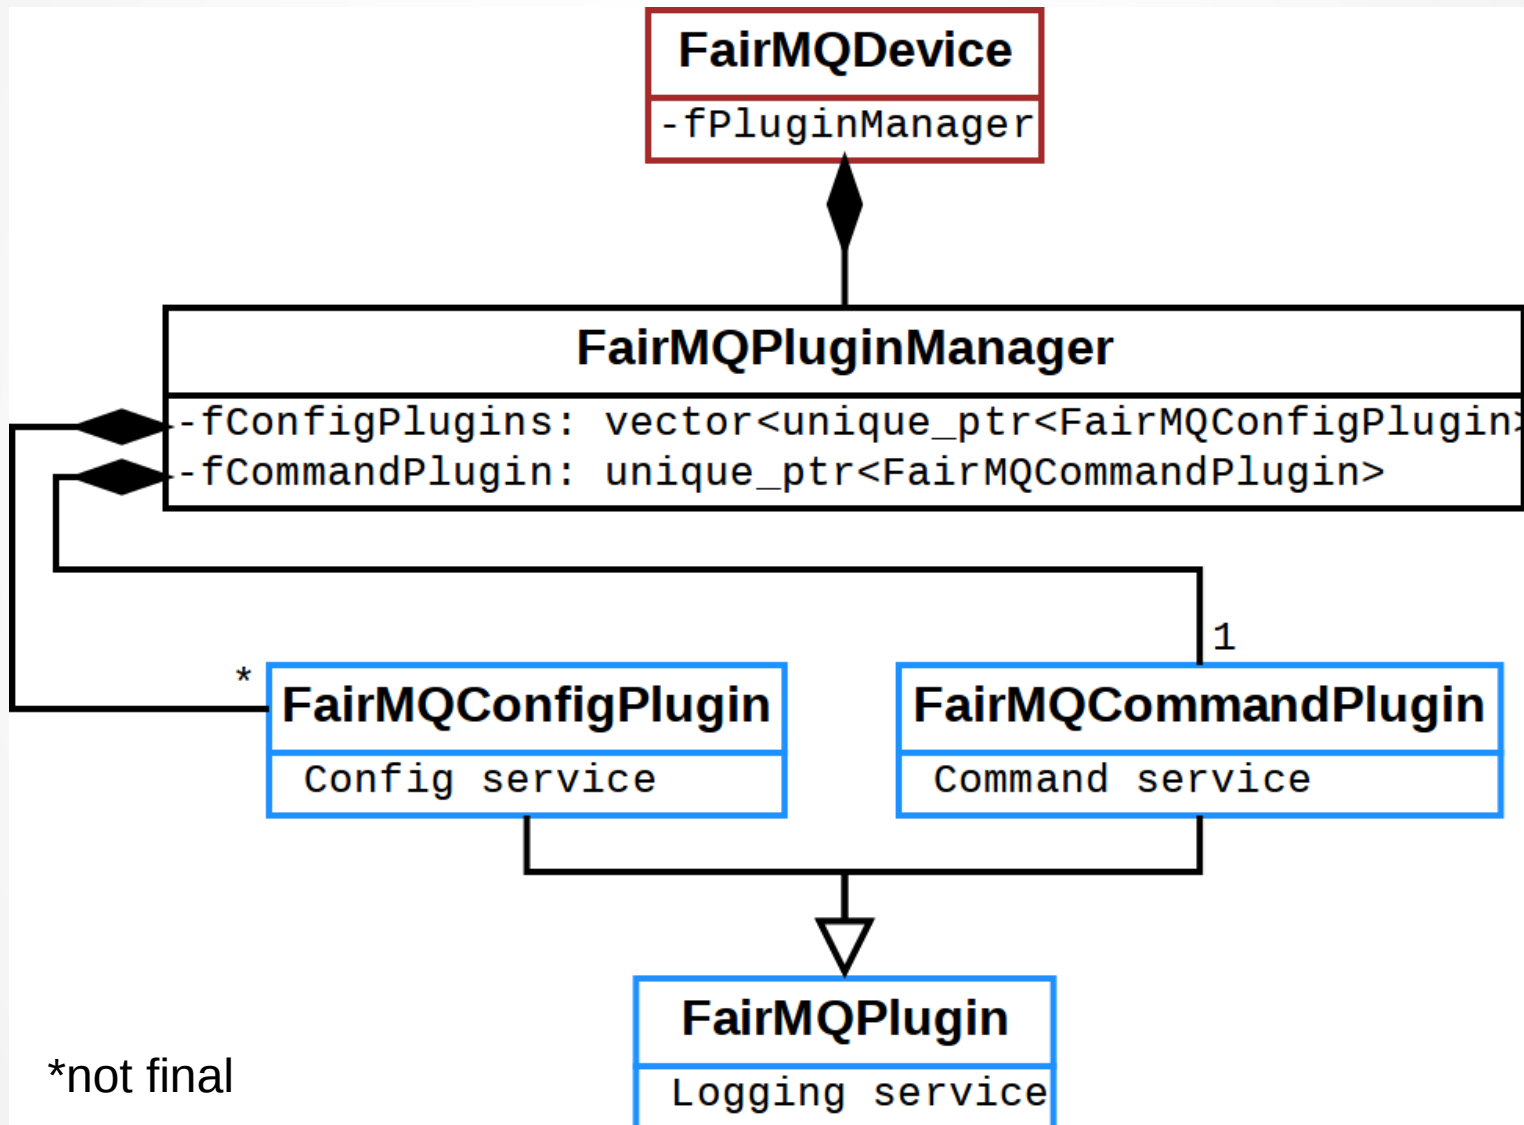 FairMQDevice
-fPluginManager
FairMQPluginManager
-fConfigPlugins: vector<unique_ptr<FairMQConfigPlugin>
-fCommandPlugin: unique_ptr<FairMQCommandPlugin>
1
*
FairMQConfigPlugin
FairMQCommandPlugin
Config service
Command service
FairMQPlugin
Logging service
*not final